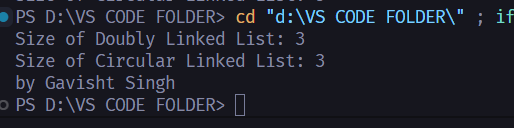 PS D:\VS CODE FOLDER> cd "d:\VS CODE FOLDER\" ; if
Size of Doubly Linked List: 3
Size of Circular Linked List: 3
by Gavisht Singh
PS D:\VS CODE FOLDER>